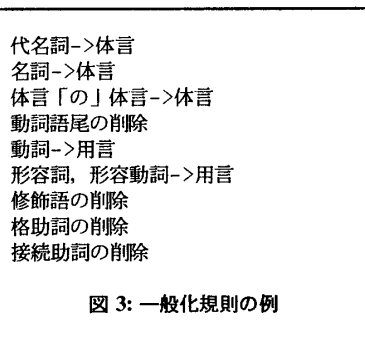 代名詞->体言
名詞->体言
体言「の」体言->体言
動詞語尾の削除
動詞->用言
形容詞，形容動詞->用言
修飾語の削除
格助詞の削除
接続助詞の削除
図 3: 一般化規則の例